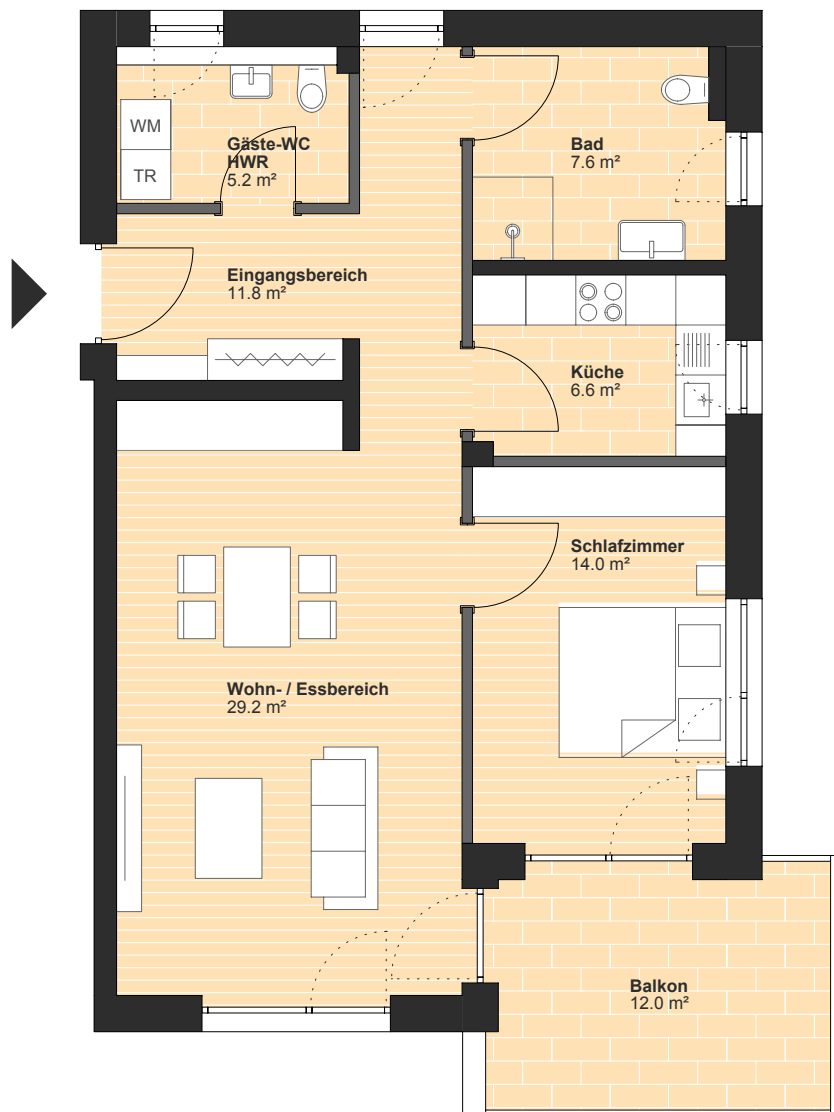 WM
TR
Gäste-WC
HWR
5.2 m²
Bad
7.6 m²
Eingangsbereich
11.8 m²
Küche
6.6 m²
Schlafzimmer
14.0 m²
Wohn- / Essbereich
29.2 m²
Balkon
12.0 m²